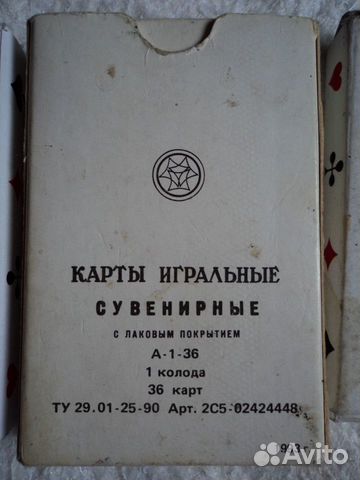 КАРТЫ ИГРАЛЬНЫЕ
СУВЕНИРНЫЕ
С ЛАКОВЫМ ПОКРЫТИЕМ
А-1-36
1 колода
36 карт
ТУ 29.01-25-90 Арт. 2С5-02424448
Avito